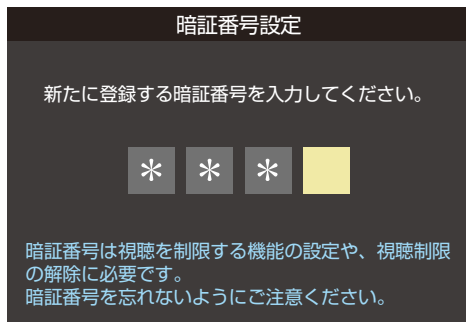 暗証番号設定
新たに登録する暗証番号を入力してください。
＊ ＊ ＊
暗証番号は視聴を制限する機能の設定や、視聴制限
の解除に必要です。
暗証番号を忘れないようにご注意ください。